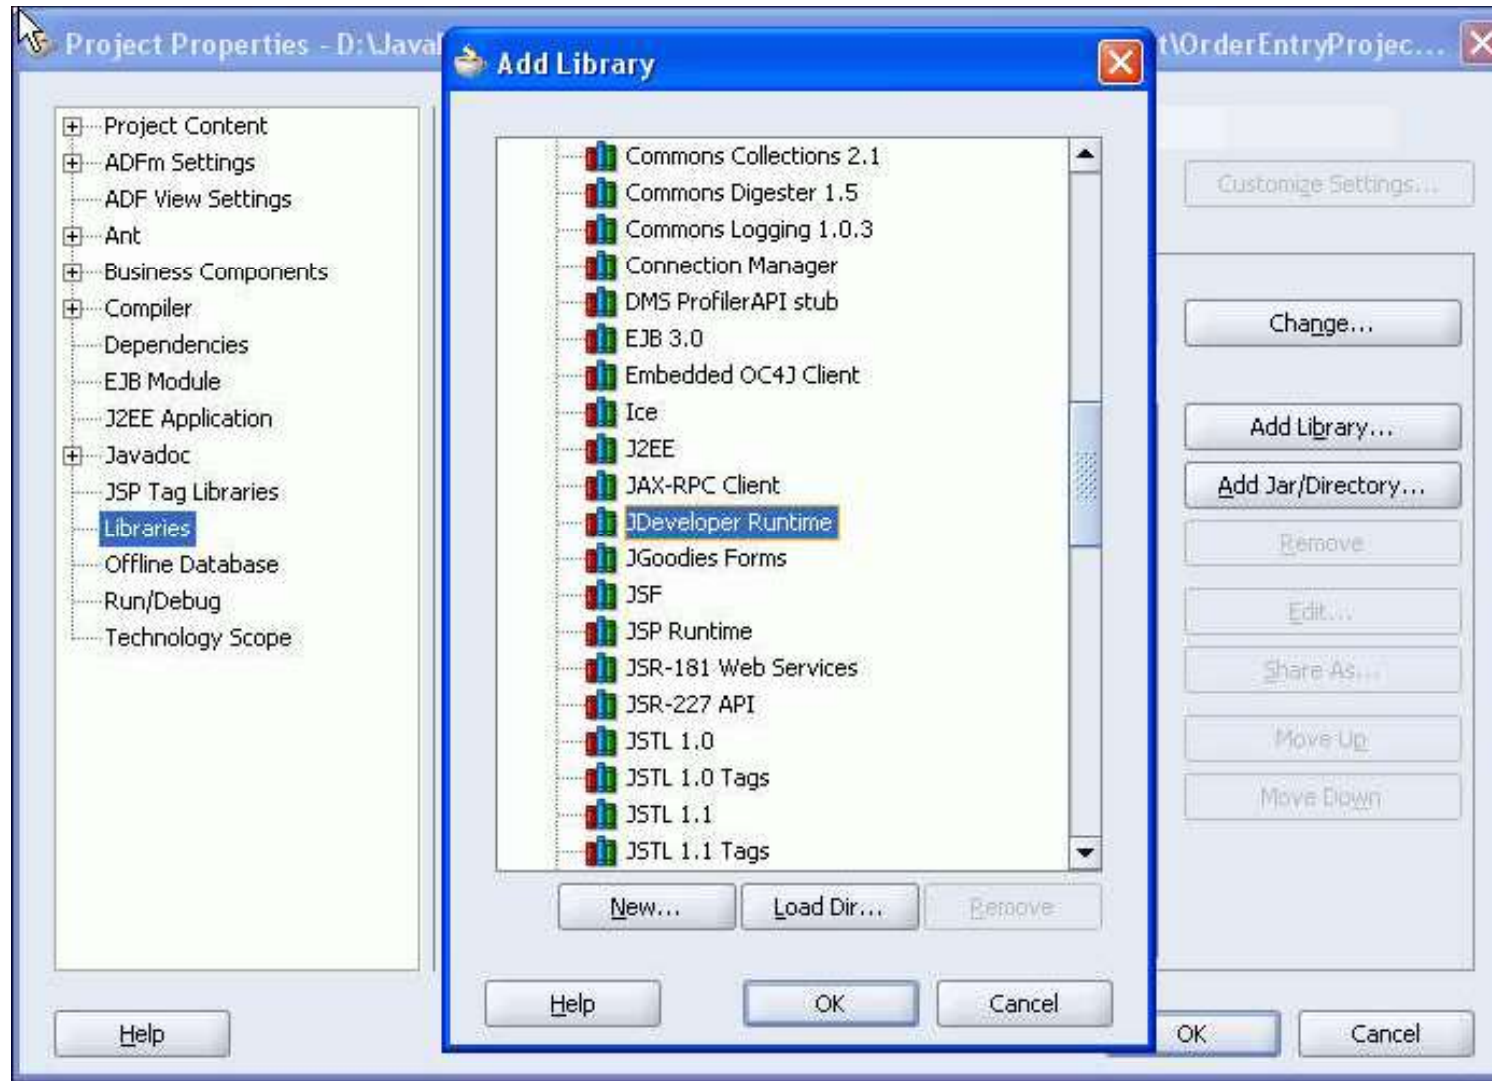 Project Properties - D:\Java
t\OrderEntryProjec...
Add Library
Project Content
ADFm Settings
ADF View Settings
Ant
Business Components
Compiler
Dependencies
EJB Module
J2EE Application
Javadoc
JSP Tag Libraries
Libraries
Offline Database
Run/Debug
Technology Scope
Help
Commons Collections 2.1
Commons Digester 1.5
Commons Logging 1.0.3
Connection Manager
DMS ProfilerAPI stub
EJB 3.0
Embedded OC4J Client
Ice
J2EE
JAX-RPC Client
JDeveloper Runtime
JGoodies Forms
JSF
JSP Runtime
JSR-181 Web Services
JSR-227 API
JSTL 1.0
JSTL 1.0 Tags
JSTL 1.1
JSTL 1.1 Tags
New... Load Dir... Remove
Help OK Cancel
Customize Settings...
Change...
Add Library...
Add Jar/Directory...
Remove
Edit...
Share As...
Move Up
Move Down
OK Cancel